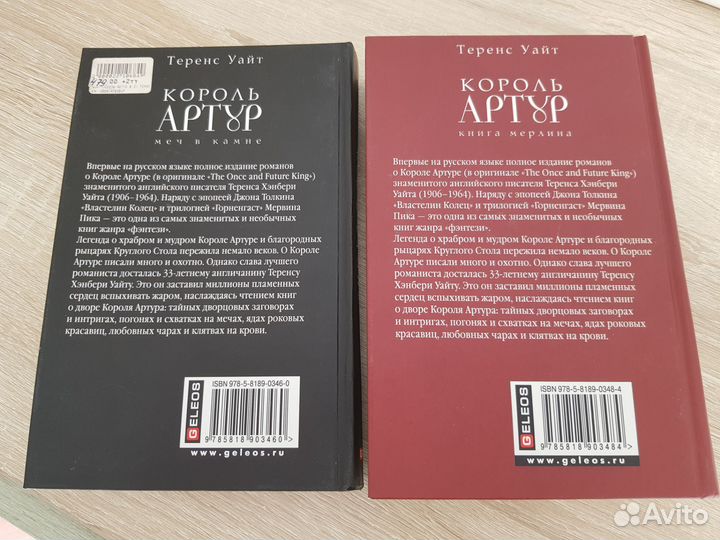 479.00
Теренс Уайт
КОРОЛЬ
АРТУР
меч в камне
Впервые на русском языке полное издание романов
о Короле Артуре (в оригинале «The Once and Future King»)
знаменитого английского писателя Теренса Хэнбери
Уайта (1906–1964). Наряду с эпопеей Джона Толкина
«Властелин Колец» и трилогией «Горменгаст» Мервина
Пика — это одна из самых знаменитых и необычных
книг жанра «фэнтези».
Легенда о храбром и мудром Короле Артуре и благородных
рыцарях Круглого Стола пережила немало веков. О Короле
Артуре писали много и охотно. Однако слава лучшего
романиста досталась 33-летнему англичанину Теренсу
Хэнбери Уайту. Это он заставил миллионы пламенных
сердец вспыхивать жаром, наслаждаясь чтением книг
о дворе Короля Артура: тайных дворцовых заговорах
и интригах, погонях и схватках на мечах, ядах роковых
красавиц, любовных чарах и клятвах на крови.
GELEOS
ISBN 978-5-8189-0346-0
9 785818 903460 >
www.geleos.ru
Теренс Уайт
КОРОЛЬ
АРТУР
книга мерлина
Впервые на русском языке полное издание романов
о Короле Артуре (в оригинале «The Once and Future King»)
знаменитого английского писателя Теренса Хэнбери
Уайта (1906–1964). Наряду с эпопеей Джона Толкина
«Властелин Колец» и трилогией «Горменгаст» Мервина
Пика — это одна из самых знаменитых и необычных
книг жанра «фэнтези».
Легенда о храбром и мудром Короле Артуре и благородных
рыцарях Круглого Стола пережила немало веков. О Короле
Артуре писали много и охотно. Однако слава лучшего
романиста досталась 33-летнему англичанину Теренсу
Хэнбери Уайту. Это он заставил миллионы пламенных
сердец вспыхивать жаром, наслаждаясь чтением книг
о дворе Короля Артура: тайных дворцовых заговорах
и интригах, погонях и схватках на мечах, ядах роковых
красавиц, любовных чарах и клятвах на крови.
GELEOS
ISBN 978-5-8189-0348-4
9 785818 903484 >
www.geleos.ru
Avito